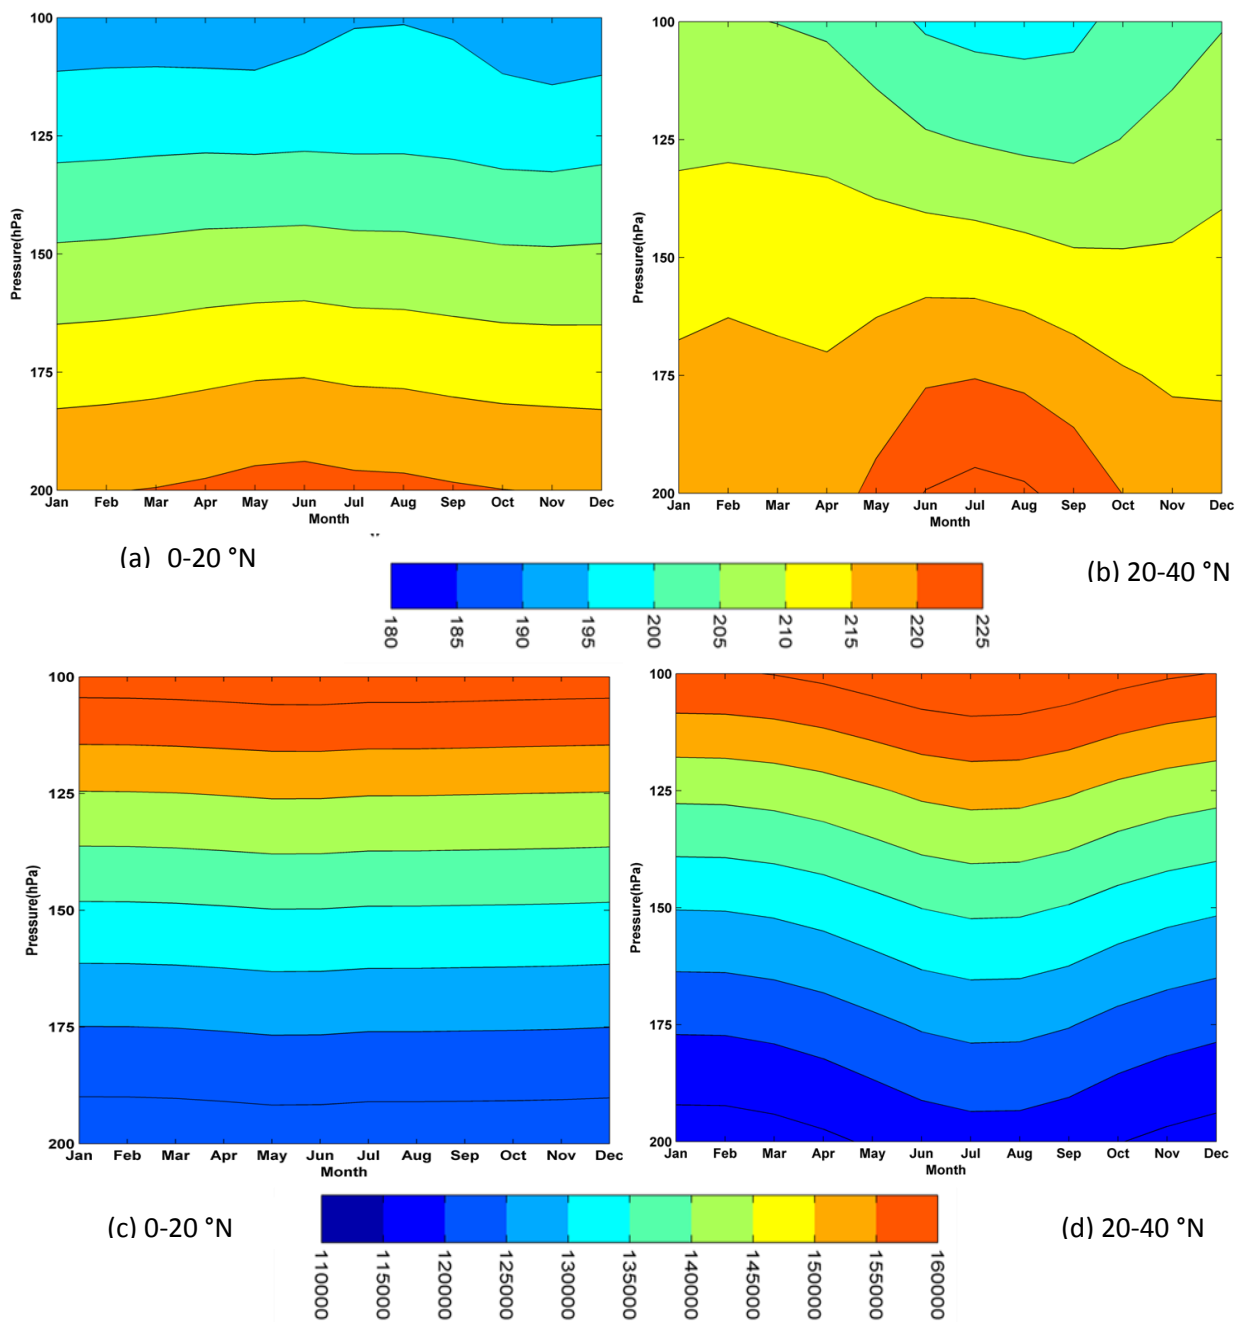 100
125
150
175
200
Pressure(hPa)
Jan Feb Mar Apr May Jun Jul Aug Sep Oct Nov Dec
Month
(a) 0-20 °N
100
125
150
175
200
Pressure(hPa)
Jan Feb Mar Apr May Jun Jul Aug Sep Oct Nov Dec
Month
(b) 20-40 °N
180 185 190 195 200 205 210 215 220 225
100
125
150
175
200
Pressure(hPa)
Jan Feb Mar Apr May Jun Jul Aug Sep Oct Nov Dec
Month
(c) 0-20 °N
100
125
150
175
200
Pressure(hPa)
Jan Feb Mar Apr May Jun Jul Aug Sep Oct Nov Dec
Month
(d) 20-40 °N
110000 115000 120000 125000 130000 135000 140000 145000 150000 155000 160000